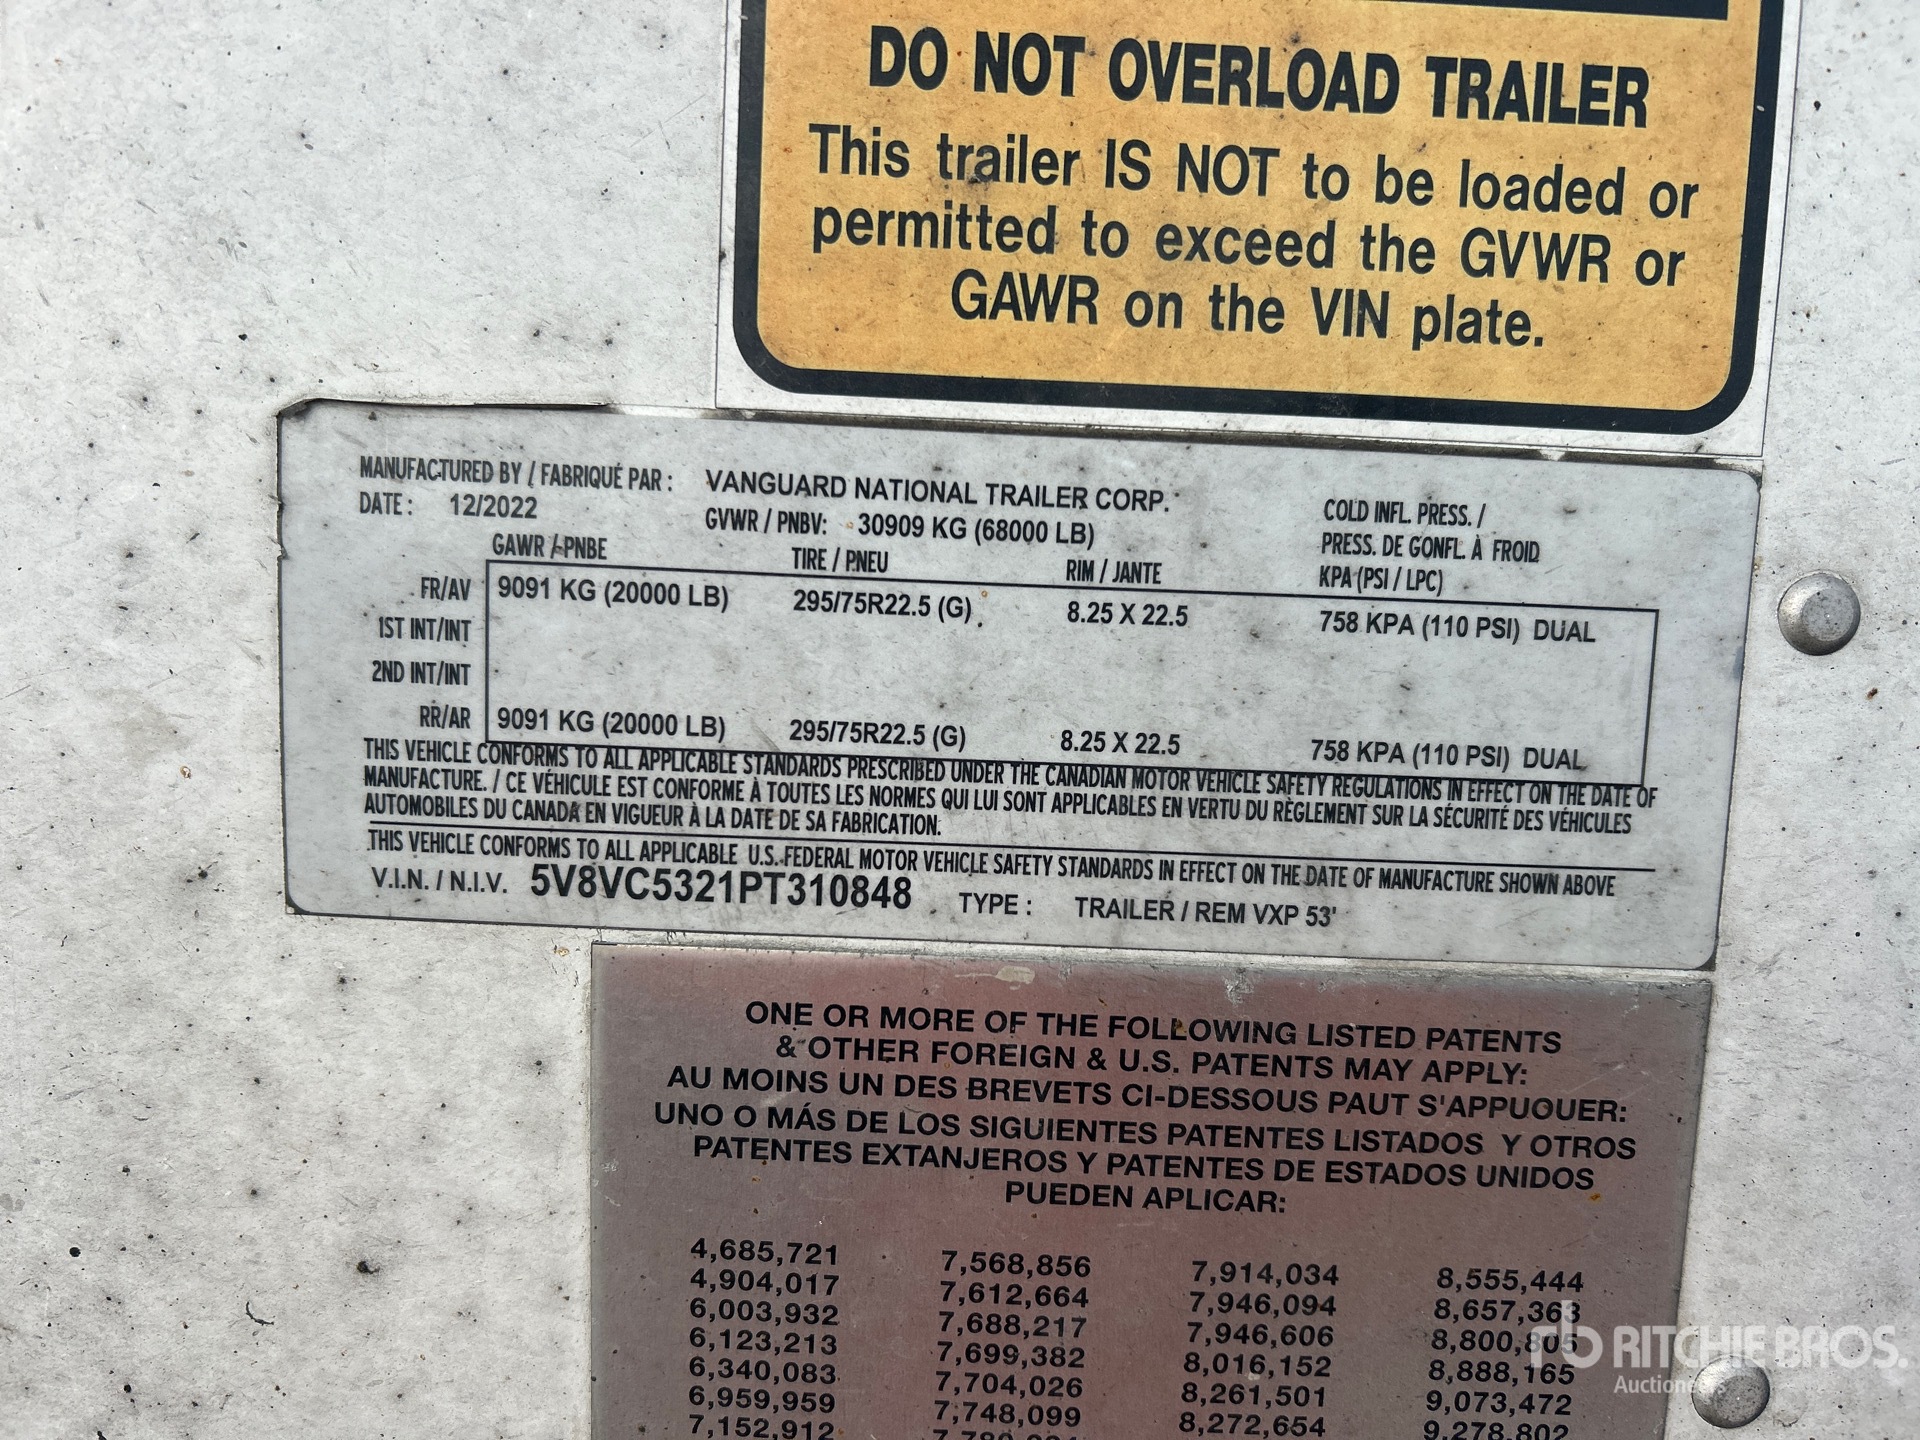 DO NOT OVERLOAD TRAILER
This trailer IS NOT to be loaded or
permitted to exceed the GVWR or
GAWR on the VIN plate.
MANUFACTURED BY / FABRIQUÉ PAR : VANGUARD NATIONAL TRAILER CORP.
DATE : 12/2022 GVWR / PNBV: 30909 KG (68000 LB)
COLD INFL. PRESS. /
PRESS. DE GONFL. À FROID
GAWR / PNBE TIRE / PNEU RIM / JANTE KPA (PSI / LPC)
FR/AV 9091 KG (20000 LB) 295/75R22.5 (G) 8.25 X 22.5 758 KPA (110 PSI) DUAL
1ST INT/INT
2ND INT/INT
RR/AR 9091 KG (20000 LB) 295/75R22.5 (G) 8.25 X 22.5 758 KPA (110 PSI) DUAL
THIS VEHICLE CONFORMS TO ALL APPLICABLE STANDARDS PRESCRIBED UNDER THE CANADIAN MOTOR VEHICLE SAFETY REGULATIONS IN EFFECT ON THE DATE OF
MANUFACTURE. / CE VÉHICULE EST CONFORME À TOUTES LES NORMES QUI LUI SONT APPLICABLES EN VERTU DU RÈGLEMENT SUR LA SÉCURITÉ DES VÉHICULES
AUTOMOBILES DU CANADA EN VIGUEUR À LA DATE DE SA FABRICATION.
THIS VEHICLE CONFORMS TO ALL APPLICABLE U.S. FEDERAL MOTOR VEHICLE SAFETY STANDARDS IN EFFECT ON THE DATE OF MANUFACTURE SHOWN ABOVE
V.I.N. / N.I.V. 5V8VC5321PT310848 TYPE : TRAILER / REM VXP 53'
ONE OR MORE OF THE FOLLOWING LISTED PATENTS
& OTHER FOREIGN & U.S. PATENTS MAY APPLY:
AU MOINS UN DES BREVETS CI-DESSOUS PAUT S'APPUOUER:
UNO O MÁS DE LOS SIGUIENTES PATENTES LISTADOS Y OTROS
PATENTES EXTANJEROS Y PATENTES DE ESTADOS UNIDOS
PUEDEN APLICAR:
4,685,721 7,568,856 7,914,034 8,555,444
4,904,017 7,612,664 7,946,094 8,657,363
6,003,932 7,688,217 7,946,606 8,800,805
6,123,213 7,699,382 8,016,152 8,888,165
6,340,083 7,704,026 8,261,501 9,073,472
6,959,959 7,748,099 8,272,654 9,278,802
7,152,912
rb RITCHIE BROS.
Auctioneers